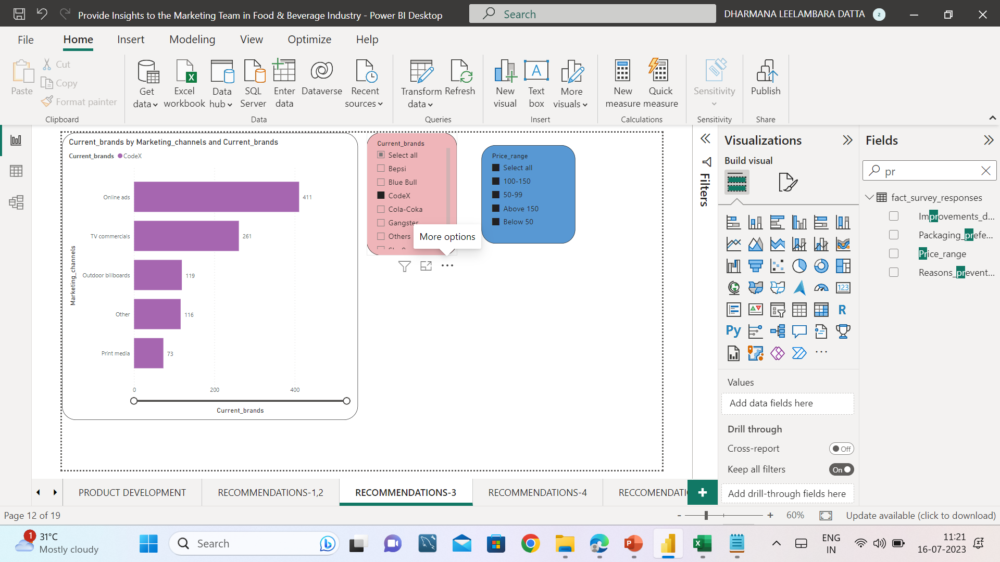 Provide Insights to the Marketing Team in Food & Beverage Industry - Power BI Desktop
Search
DHARMANA LEELAMBARA DATTA
2
File
Home
Insert
Modeling
View
Optimize
Help
Paste
Cut
Copy
Format painter
Clipboard
Get data
Excel workbook
Data hub
SQL Server
Enter data
Dataverse
Recent sources
Data
Transform data
Refresh
Queries
New visual
Text box
More visuals
Insert
New measure
Quick measure
Calculations
Sensitivity
Sensitivity
Publish
Share
Current_brands by Marketing_channels and Current_brands
Current_brands CodeX
Marketing_channels
Online ads 411
TV commercials 261
Outdoor billboards 119
Other 116
Print media 73
0 200 400
Current_brands
Current_brands
Select all
Bepsi
Blue Bull
CodeX
Cola-Coka
Gangster
Others
More options
Price_range
Select all
100-150
50-99
Above 150
Below 50
Filters
Visualizations
Build visual
123
R
Py
Values
Add data fields here
Drill through
Cross-report
Off
Keep all filters
On
Add drill-through fields here
Fields
pr
fact_survey_responses
Improvements_d...
Packaging_prefe...
Price_range
Reasons_prevent...
PRODUCT DEVELOPMENT
RECOMMENDATIONS-1,2
RECOMMENDATIONS-3
RECOMMENDATIONS-4
RECCOMENDATI
+
Page 12 of 19
- + 60%
Update available (click to download)
1
31°C
Mostly cloudy
Search
ENG
IN
11:21
16-07-2023